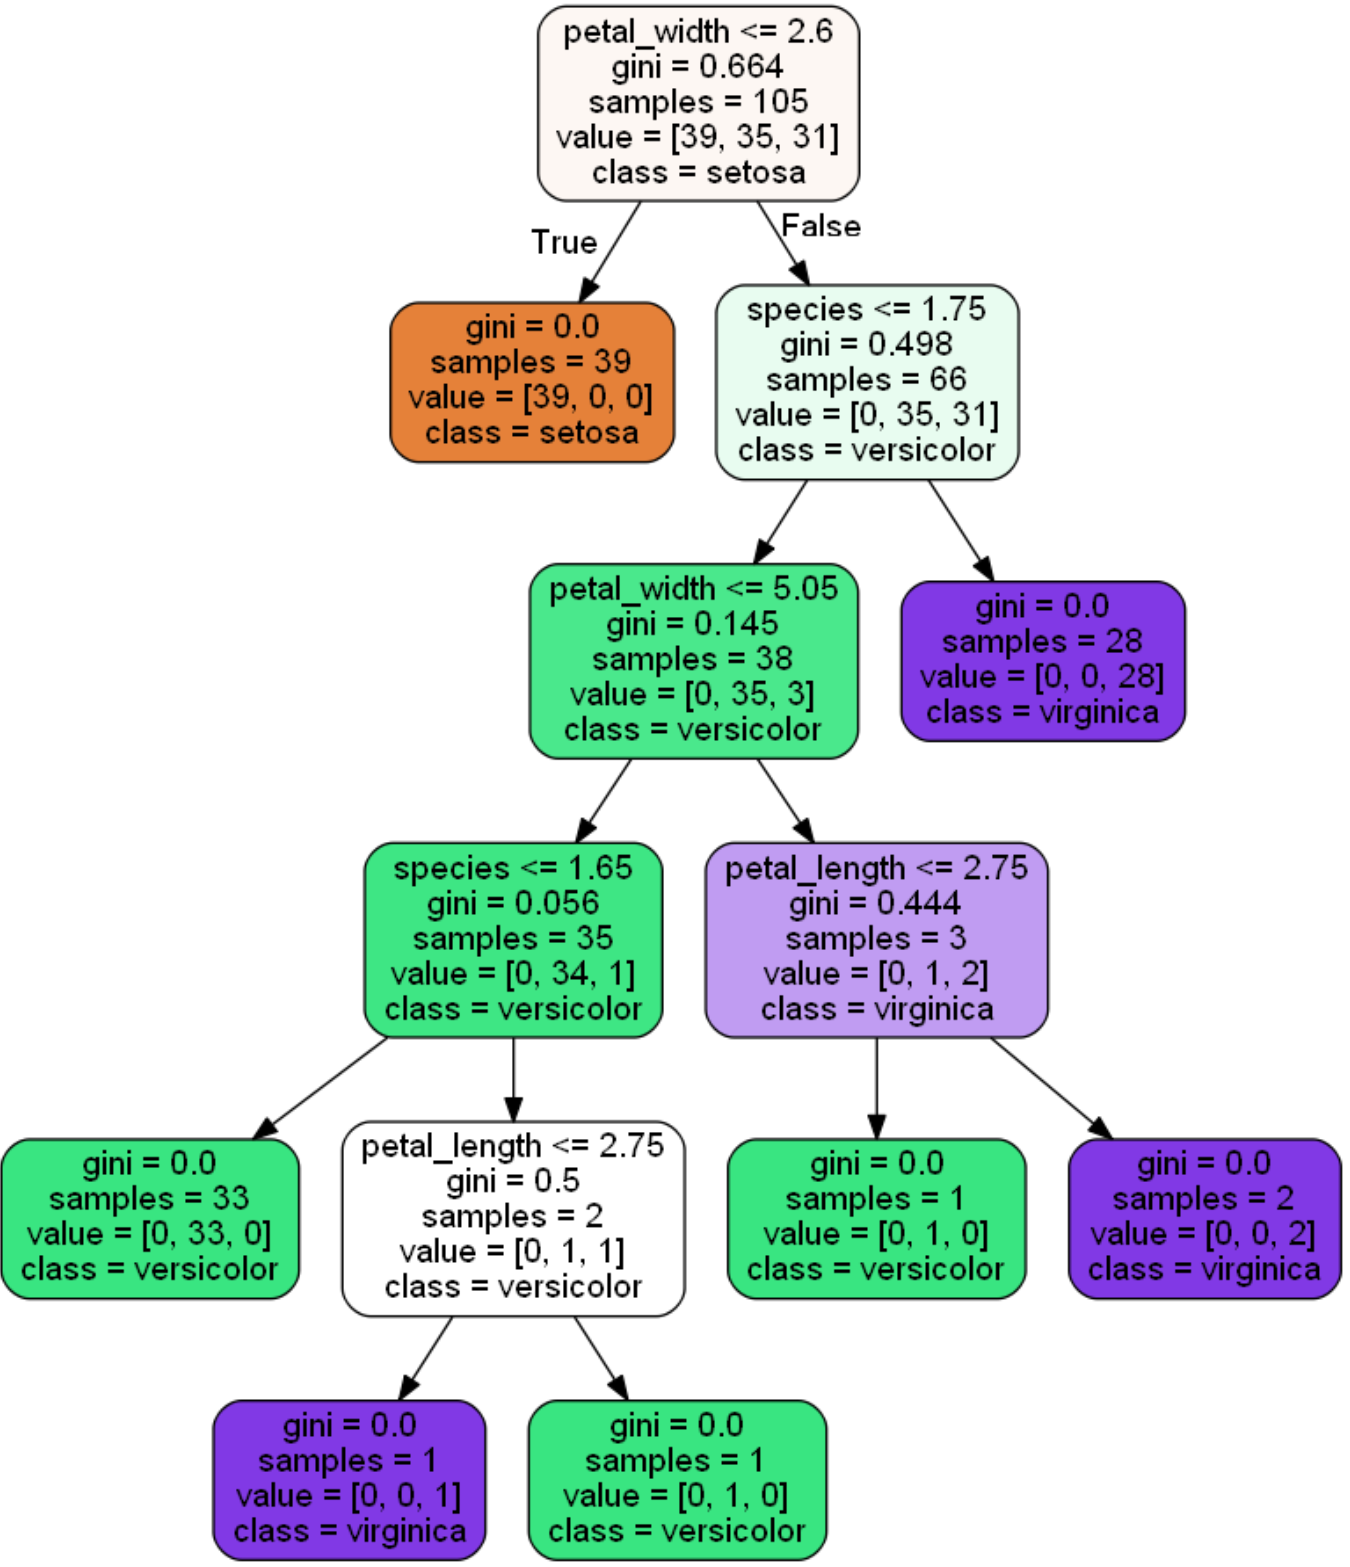 petal_width <= 2.6
gini = 0.664
samples = 105
value = [39, 35, 31]
class = setosa
True
False
gini = 0.0
samples = 39
value = [39, 0, 0]
class = setosa
species <= 1.75
gini = 0.498
samples = 66
value = [0, 35, 31]
class = versicolor
petal_width <= 5.05
gini = 0.145
samples = 38
value = [0, 35, 3]
class = versicolor
gini = 0.0
samples = 28
value = [0, 0, 28]
class = virginica
species <= 1.65
gini = 0.056
samples = 35
value = [0, 34, 1]
class = versicolor
petal_length <= 2.75
gini = 0.444
samples = 3
value = [0, 1, 2]
class = virginica
gini = 0.0
samples = 33
value = [0, 33, 0]
class = versicolor
petal_length <= 2.75
gini = 0.5
samples = 2
value = [0, 1, 1]
class = versicolor
gini = 0.0
samples = 1
value = [0, 1, 0]
class = versicolor
gini = 0.0
samples = 2
value = [0, 0, 2]
class = virginica
gini = 0.0
samples = 1
value = [0, 0, 1]
class = virginica
gini = 0.0
samples = 1
value = [0, 1, 0]
class = versicolor